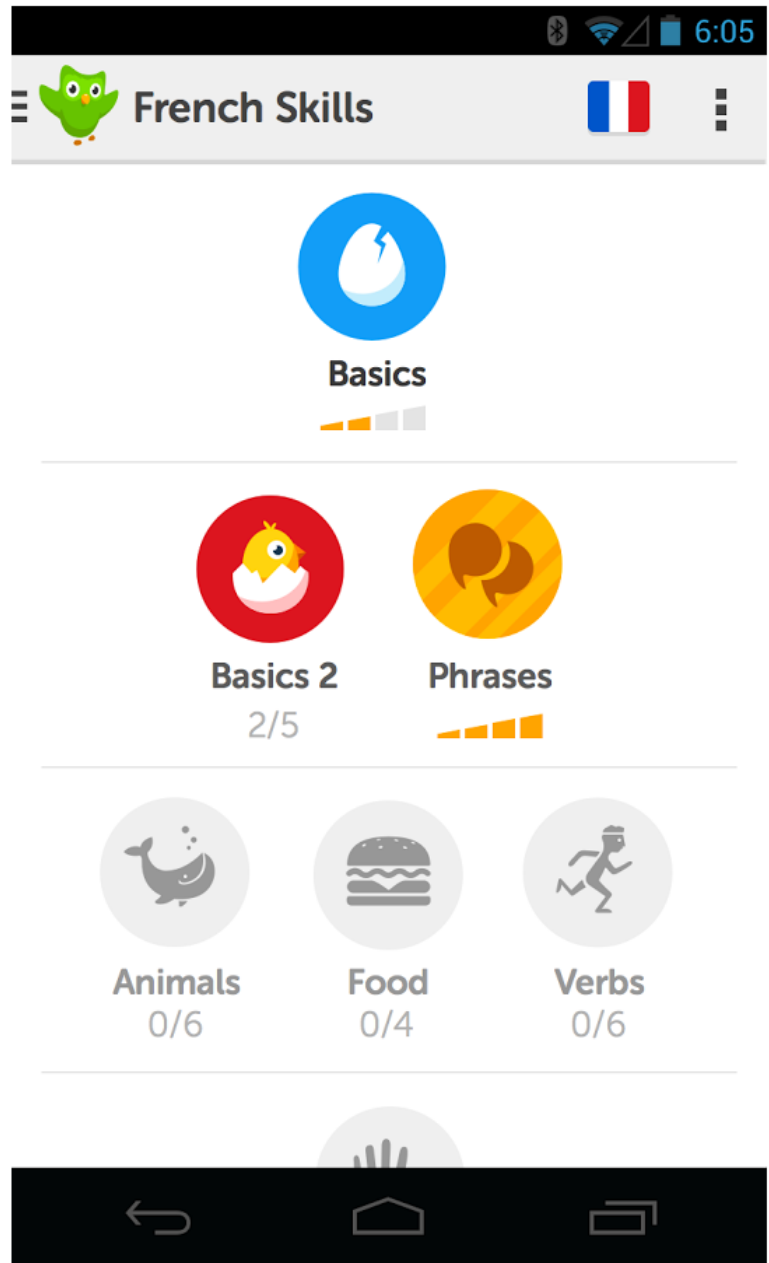 6:05
French Skills
Basics
Basics 2 Phrases
2/5
Animals Food Verbs
0/6 0/4 0/6